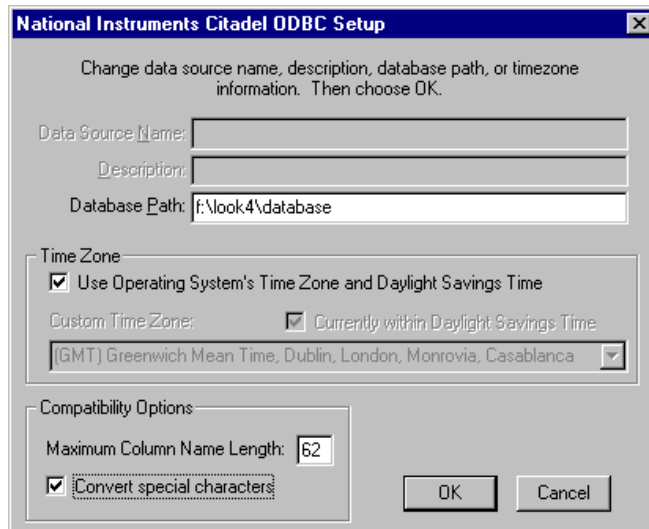 National Instruments Citadel ODBC Setup
Change data source name, description, database path, or timezone
information. Then choose OK.
Data Source Name:
Description:
Database Path: f:\look4\database
Time Zone
Use Operating System's Time Zone and Daylight Savings Time
Custom Time Zone: Currently within Daylight Savings Time
(GMT) Greenwich Mean Time, Dublin, London, Monrovia, Casablanca
Compatibility Options
Maximum Column Name Length: 62
Convert special characters
OK Cancel